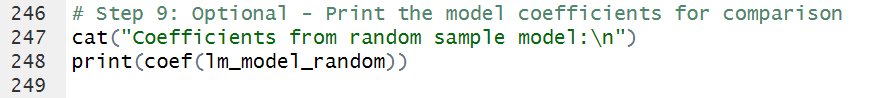 246 # Step 9: Optional - Print the model coefficients for comparison
247 cat("Coefficients from random sample model:\n")
248 print(coef(lm_model_random))
249